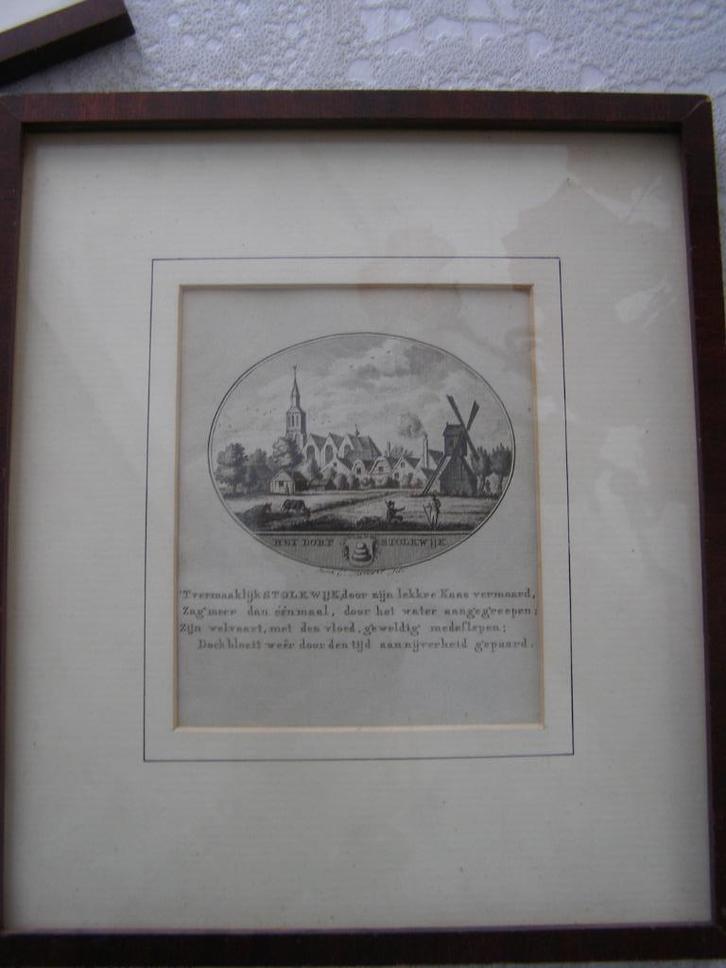 HET DORP STOLKWIJK
'T vermaaklijk STOLKWIJK, door zijn lekkre Kaas vermaard,
Zag meer dan éénmaal, door het water aangegreepen;
Zijn welvaart, met den vloed, geweldig medesleepen;
Doch bloeit weêr door den tijd aan nijverheid gepaard.